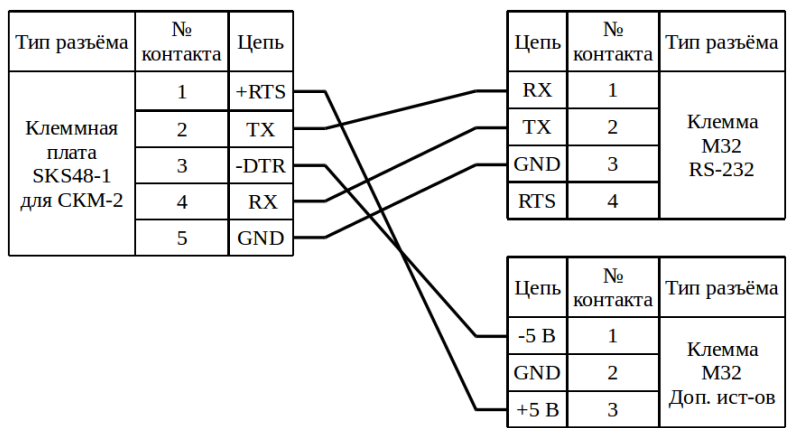 Тип разъёма № контакта Цепь
Клеммная плата SKS48-1 для СКМ-2
1 +RTS
2 TX
3 -DTR
4 RX
5 GND
Цепь № контакта Тип разъёма
RX 1
TX 2
GND 3
RTS 4
Клемма М32 RS-232
Цепь № контакта Тип разъёма
-5 В 1
GND 2
+5 В 3
Клемма М32 Доп. ист-ов